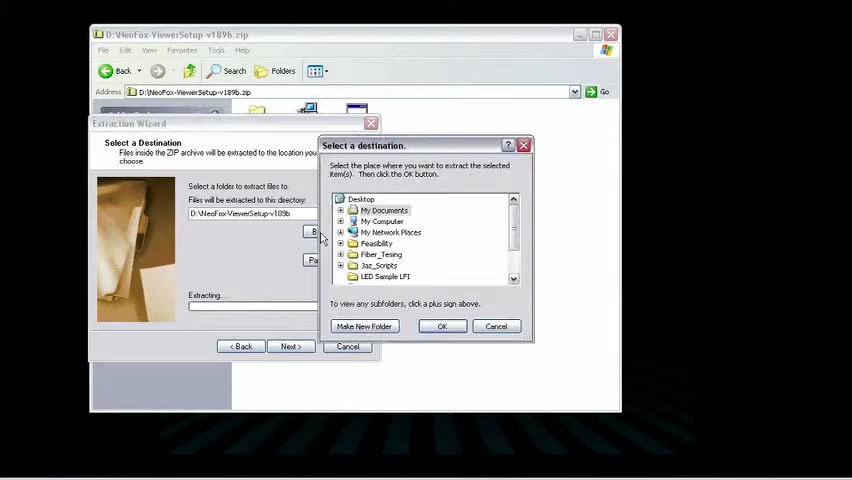 D:\NeoFox-ViewerSetup-v189b.zip
File Edit View Favorites Tools Help
Back Search Folders
Address D:\NeoFox-ViewerSetup-v189b.zip Go
Extraction Wizard
Select a Destination
Files inside the ZIP archive will be extracted to the location you
choose.
Select a folder to extract files to.
Files will be extracted to this directory:
D:\NeoFox-ViewerSetup-v189b
Extracting...
< Back Next > Cancel
Select a destination.
Select the place where you want to extract the selected
item(s). Then click the OK button.
Desktop
My Documents
My Computer
My Network Places
Feasibility
Fiber_Tesing
Jaz_Scripts
LED Sample LFI
To view any subfolders, click a plus sign above.
Make New Folder OK Cancel